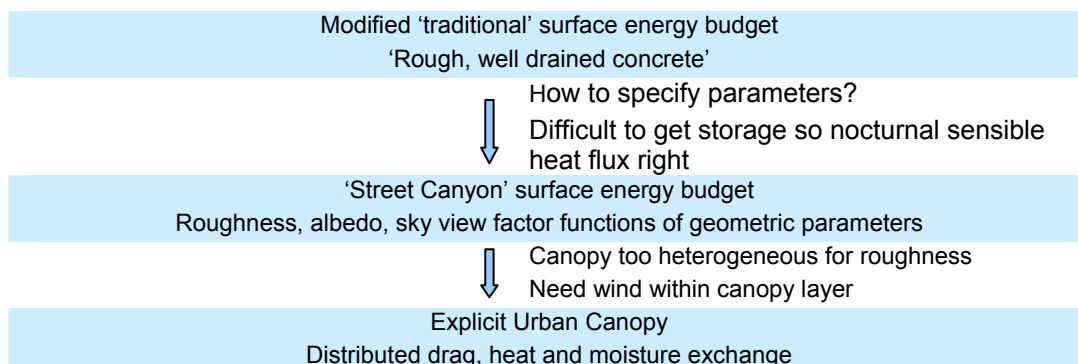 Modified ‘traditional’ surface energy budget
‘Rough, well drained concrete’
How to specify parameters?
Difficult to get storage so nocturnal sensible
heat flux right
‘Street Canyon’ surface energy budget
Roughness, albedo, sky view factor functions of geometric parameters
Canopy too heterogeneous for roughness
Need wind within canopy layer
Explicit Urban Canopy
Distributed drag, heat and moisture exchange